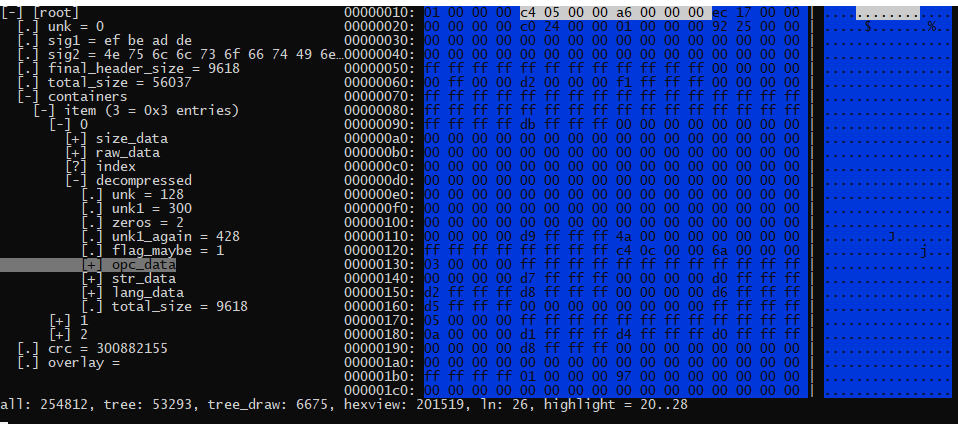 [-] [root] 00000010: 01 00 00 00 c4 05 00 00 a6 00 00 00 ec 17 00 00 ................
[.] unk = 0 00000020: 00 00 00 00 c0 24 00 00 01 00 00 00 92 25 00 00 .....$.......%..
[.] sig1 = ef be ad de 00000030: 00 00 00 00 00 00 00 00 00 00 00 00 00 00 00 00 ................
[.] sig2 = 4e 75 6c 6c 73 6f 66 74 49 6e… 00000040: 00 00 00 00 00 00 00 00 00 00 00 00 00 00 00 00 ................
[.] final_header_size = 9618 00000050: ff ff ff ff ff ff ff ff ff ff ff ff 00 00 00 00 ................
[.] total_size = 56037 00000060: 00 ff 00 00 d2 00 00 00 f1 ff ff ff 00 00 00 00 ................
[-] containers 00000070: ff ff ff ff ff ff ff ff ff ff ff ff ff ff ff ff ................
[-] item (3 = 0x3 entries) 00000080: ff ff ff ff ff ff ff ff ff ff ff ff ff ff ff ff ................
[-] 0 00000090: ff ff ff ff db ff ff ff 00 00 00 00 00 00 00 00 ................
[+] size_data 000000a0: 00 00 00 00 00 00 00 00 00 00 00 00 00 00 00 00 ................
[+] raw_data 000000b0: 00 00 00 00 00 00 00 00 00 00 00 00 00 00 00 00 ................
[?] index 000000c0: 00 00 00 00 00 00 00 00 00 00 00 00 00 00 00 00 ................
[-] decompressed 000000d0: 00 00 00 00 00 00 00 00 00 00 00 00 00 00 00 00 ................
[.] unk = 128 000000e0: 00 00 00 00 00 00 00 00 00 00 00 00 00 00 00 00 ................
[.] unk1 = 300 000000f0: 00 00 00 00 00 00 00 00 00 00 00 00 00 00 00 00 ................
[.] zeros = 2 00000100: 00 00 00 00 00 00 00 00 00 00 00 00 00 00 00 00 ................
[.] unk1_again = 428 00000110: 00 00 00 00 d9 ff ff ff 4a 00 00 00 00 00 00 00 ........J.......
[.] flag_maybe = 1 00000120: ff ff ff ff ff ff ff ff c4 0c 00 00 6a 00 00 00 ............j...
[+] opc_data 00000130: 03 00 00 00 ff ff ff ff ff ff ff ff ff ff ff ff ................
[+] str_data 00000140: 00 00 00 00 d7 ff ff ff 00 00 00 00 d0 ff ff ff ................
[+] lang_data 00000150: d2 ff ff ff d8 ff ff ff 00 00 00 00 d6 ff ff ff ................
[.] total_size = 9618 00000160: d5 ff ff ff 00 00 00 00 00 00 00 00 ff ff ff ff ................
[+] 1 00000170: 05 00 00 00 ff ff ff ff ff ff ff ff ff ff ff ff ................
[+] 2 00000180: 0a 00 00 00 d1 ff ff ff d4 ff ff ff d0 ff ff ff ................
[.] crc = 300882155 00000190: 00 00 00 00 d8 ff ff ff 00 00 00 00 00 00 00 00 ................
[.] overlay = 000001a0: 00 00 00 00 00 00 00 00 00 00 00 00 00 00 00 00 ................
000001b0: ff ff ff ff 01 00 00 00 97 00 00 00 00 00 00 00 ................
000001c0: 00 00 00 00 00 00 00 00 00 00 00 00 00 00 00 00 ................
all: 254812, tree: 53293, tree_draw: 6675, hexview: 201519, ln: 26, highlight = 20..28